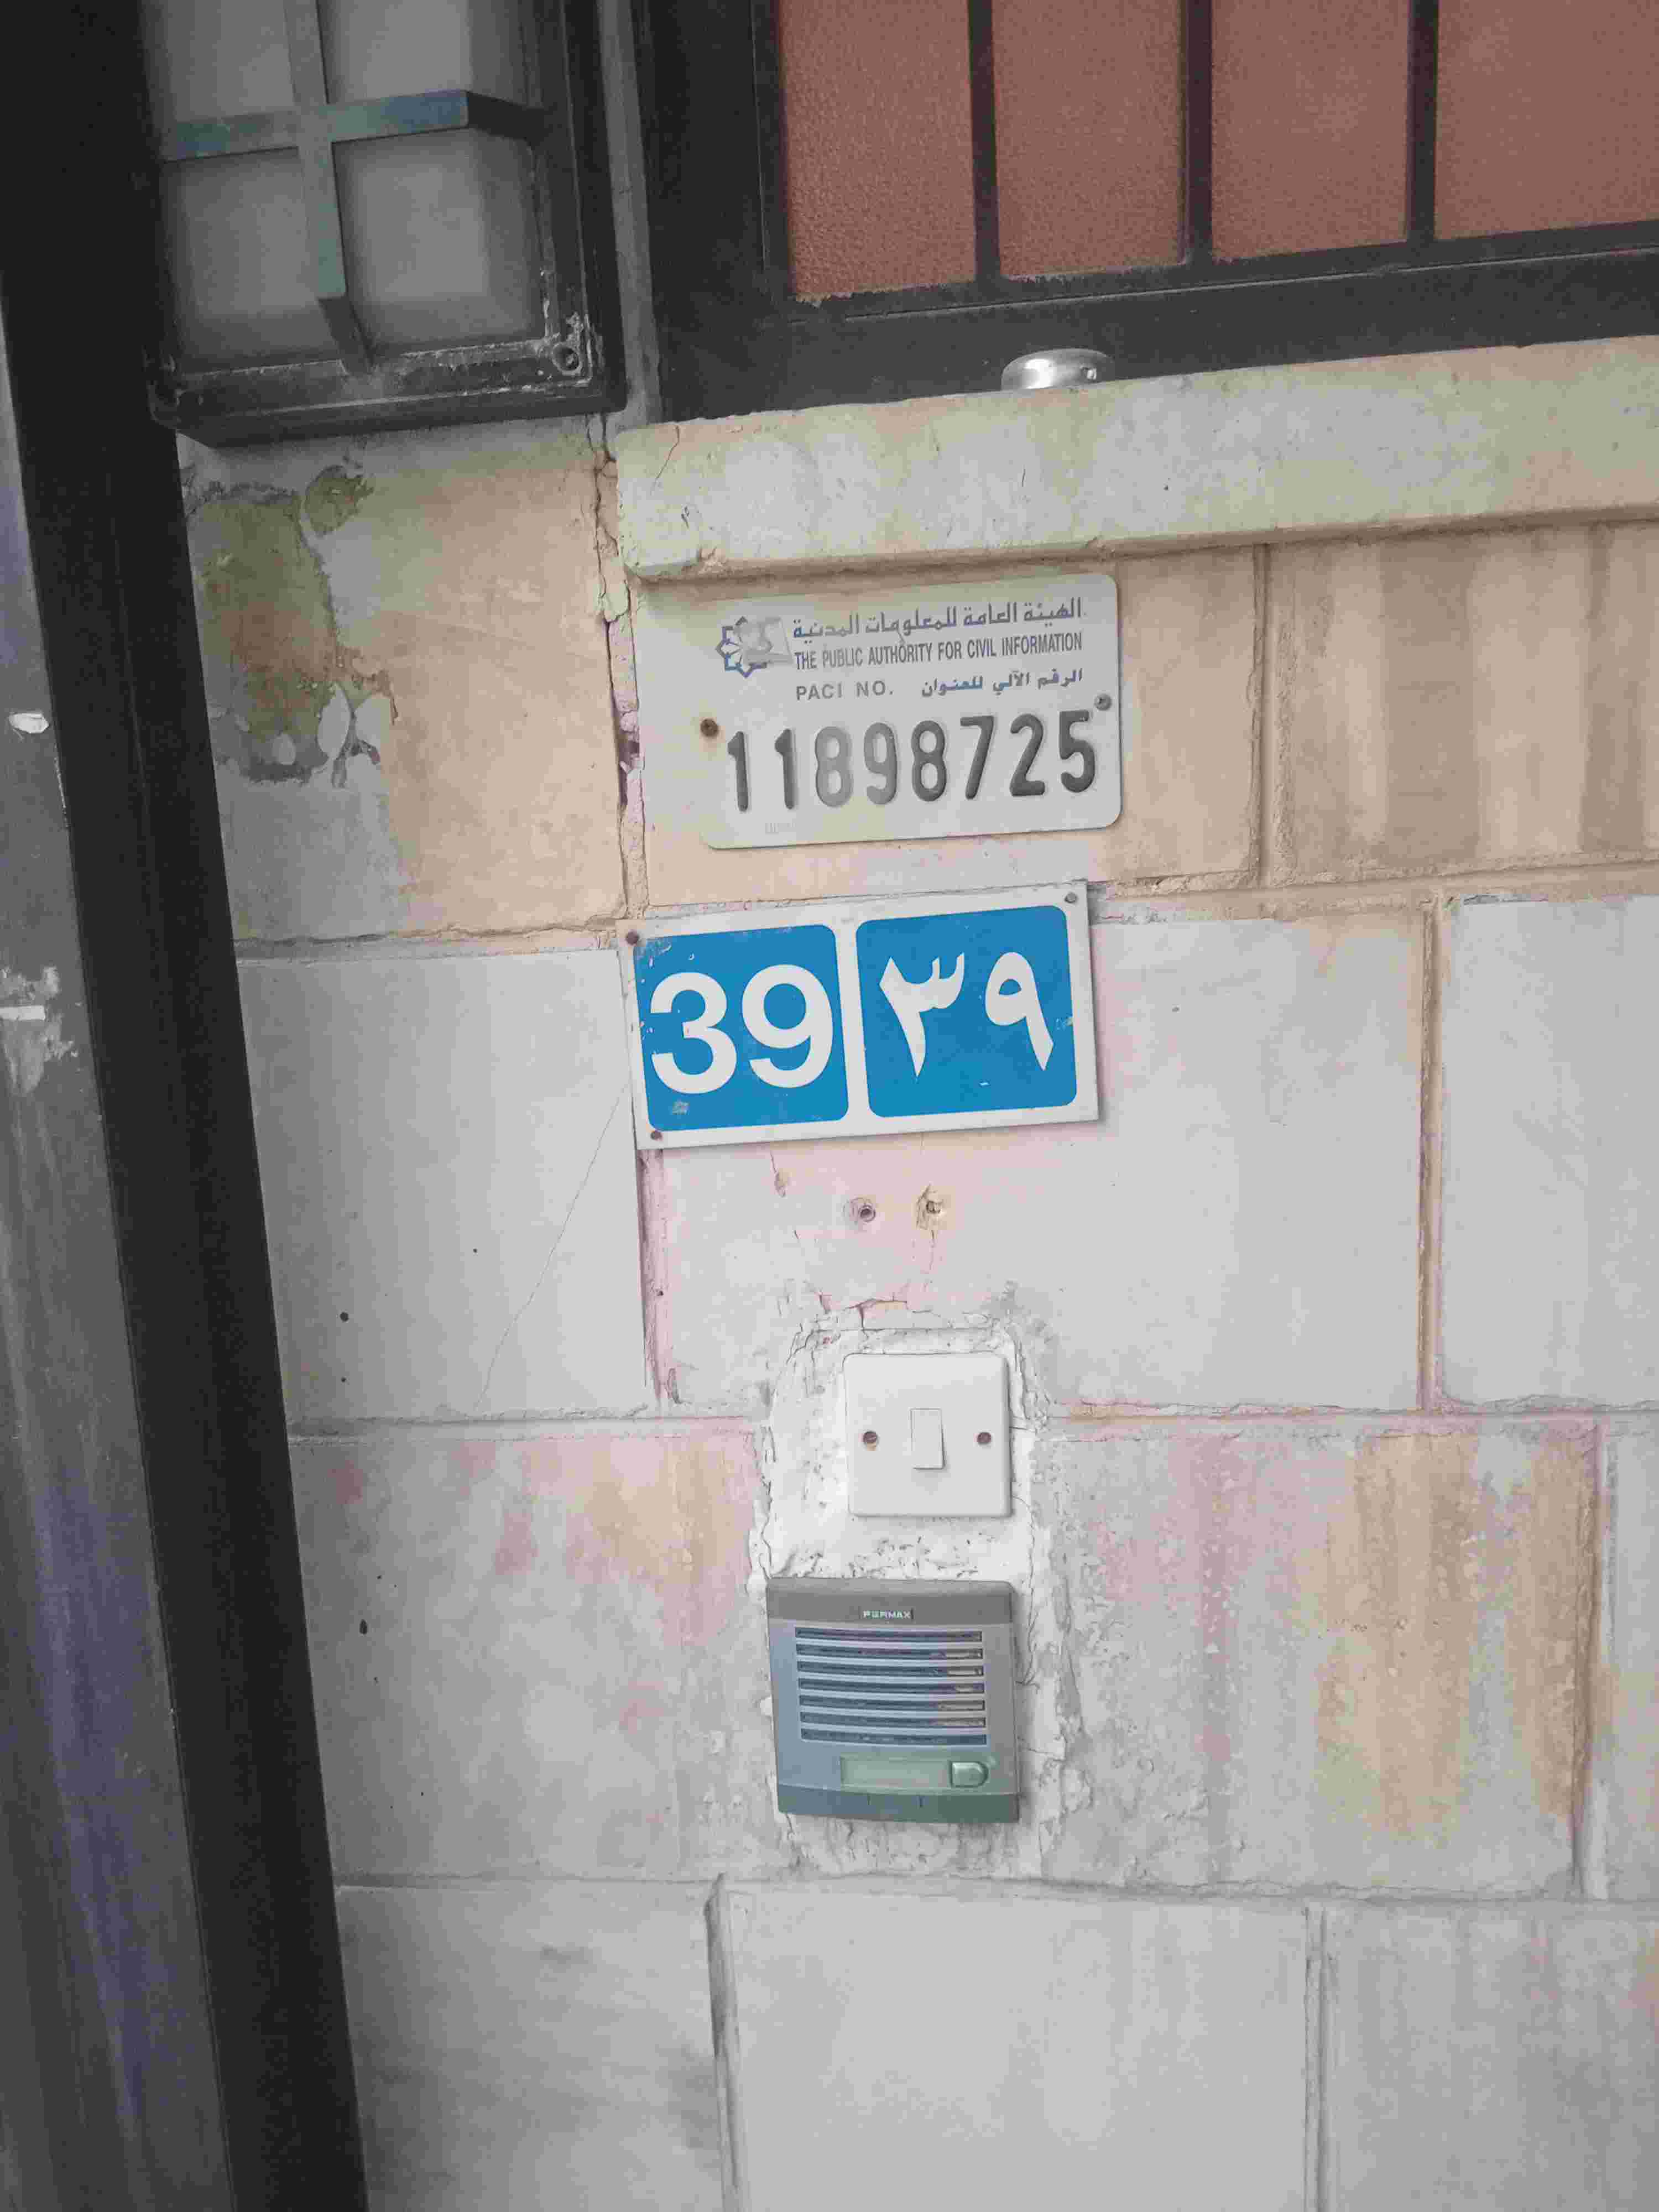 الهيئة العامة للمعلومات المدنية
THE PUBLIC AUTHORITY FOR CIVIL INFORMATION
PACI NO. الرقم الآلي للعنوان
11898725
39 ٣٩
FERMAX